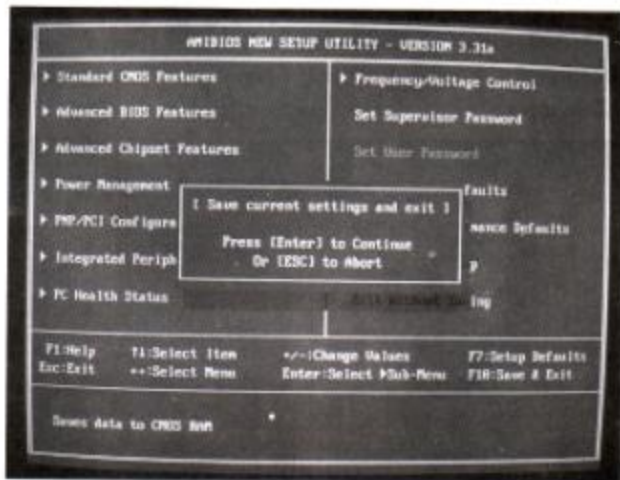 AMIBIOS NEW SETUP UTILITY - VERSION 3.31a
▶ Standard CMOS Features
▶ Advanced BIOS Features
▶ Advanced Chipset Features
▶ Power Management
▶ PNP/PCI Configura
▶ Integrated Periph
▶ PC Health Status
▶ Frequency/Voltage Control
Set Supervisor Password
Set User Password
faults
mance Defaults
p
ing
[ Save current settings and exit ]
Press [Enter] to Continue
Or [ESC] to Abort
F1:Help ↑↓:Select Item +/-:Change Values F7:Setup Defaults
Esc:Exit ←→:Select Menu Enter:Select ▶Sub-Menu F10:Save & Exit
Saves data to CMOS RAM